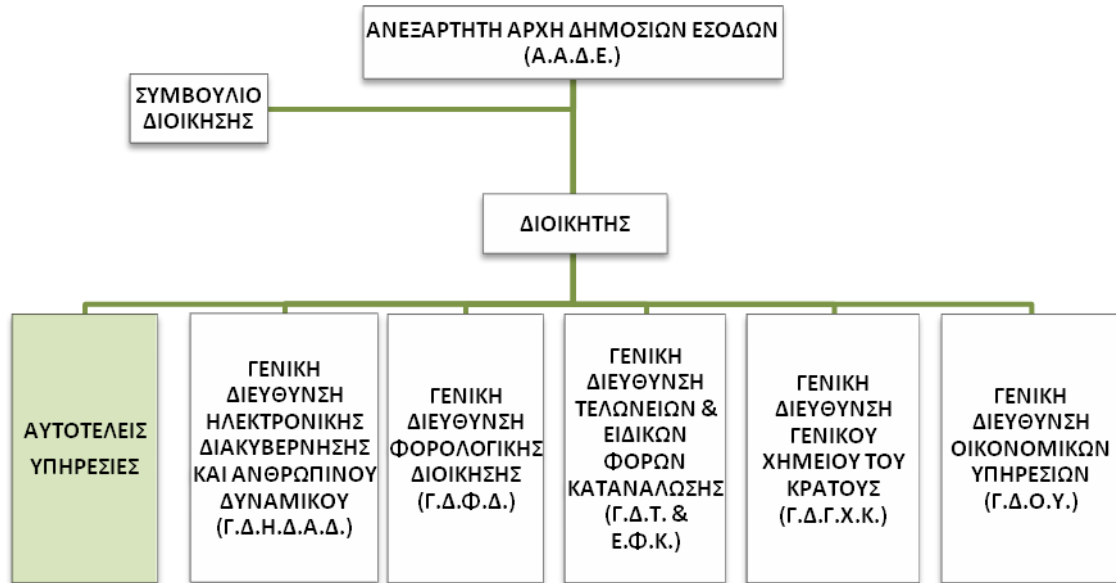 ΑΝΕΞΑΡΤΗΤΗ ΑΡΧΗ ΔΗΜΟΣΙΩΝ ΕΣΟΔΩΝ
(Α.Α.Δ.Ε.)
ΣΥΜΒΟΥΛΙΟ
ΔΙΟΙΚΗΣΗΣ
ΔΙΟΙΚΗΤΗΣ
ΑΥΤΟΤΕΛΕΙΣ
ΥΠΗΡΕΣΙΕΣ
ΓΕΝΙΚΗ
ΔΙΕΥΘΥΝΣΗ
ΗΛΕΚΤΡΟΝΙΚΗΣ
ΔΙΑΚΥΒΕΡΝΗΣΗΣ
ΚΑΙ ΑΝΘΡΩΠΙΝΟΥ
ΔΥΝΑΜΙΚΟΥ
(Γ.Δ.Η.Δ.Α.Δ.)
ΓΕΝΙΚΗ
ΔΙΕΥΘΥΝΣΗ
ΦΟΡΟΛΟΓΙΚΗΣ
ΔΙΟΙΚΗΣΗΣ
(Γ.Δ.Φ.Δ.)
ΓΕΝΙΚΗ
ΔΙΕΥΘΥΝΣΗ
ΤΕΛΩΝΕΙΩΝ &
ΕΙΔΙΚΩΝ
ΦΟΡΩΝ
ΚΑΤΑΝΑΛΩΣΗΣ
(Γ.Δ.Τ. &
Ε.Φ.Κ.)
ΓΕΝΙΚΗ
ΔΙΕΥΘΥΝΣΗ
ΓΕΝΙΚΟΥ
ΧΗΜΕΙΟΥ ΤΟΥ
ΚΡΑΤΟΥΣ
(Γ.Δ.Γ.Χ.Κ.)
ΓΕΝΙΚΗ
ΔΙΕΥΘΥΝΣΗ
ΟΙΚΟΝΟΜΙΚΩΝ
ΥΠΗΡΕΣΙΩΝ
(Γ.Δ.Ο.Υ.)